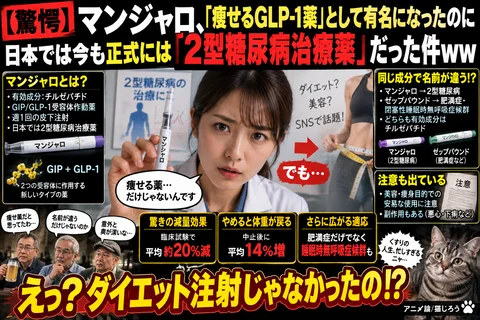 【驚愕】マンジャロ、「痩せるGLP-1薬」として有名になったのに
日本では今も正式には「2型糖尿病治療薬」だった件ww
マンジャロとは?
・有効成分:チルゼパチド
・GIP/GLP-1受容体作動薬
・週1回の皮下注射
・日本では2型糖尿病治療薬
マンジャロ
GIP + GLP-1
2つの受容体に作用する
新しいタイプの薬
2型糖尿病の
治療に
マンジャロ
痩せる薬…
だけじゃないんです
ダイエット?
美容?
SNSで話題!
でも…
同じ成分で名前が違う!?
・マンジャロ→2型糖尿病
・ゼップバウンド→肥満症・
閉塞性睡眠時無呼吸症候群
・どちらも有効成分は
チルゼパチド
マンジャロ
(2型糖尿病)
ゼップバウンド
(肥満症など)
注意も出ている
・美容・痩身目的での
安易な使用に注意
・副作用もある(悪心・下痢など)
注意
痩せ薬だと
思ってたわ…
名前が違う
だけじゃないのか
意外と
奥が深いな…
驚きの減量効果
臨床試験で
平均約20%減
やめると体重が戻る
中止後に
平均14%増
さらに広がる適応
肥満症だけでなく
睡眠時無呼吸症候群も
くすりの
人生、忙しすぎる
ニャ…
えっ?ダイエット注射じゃなかったの!?
アニメ論/猫じろう